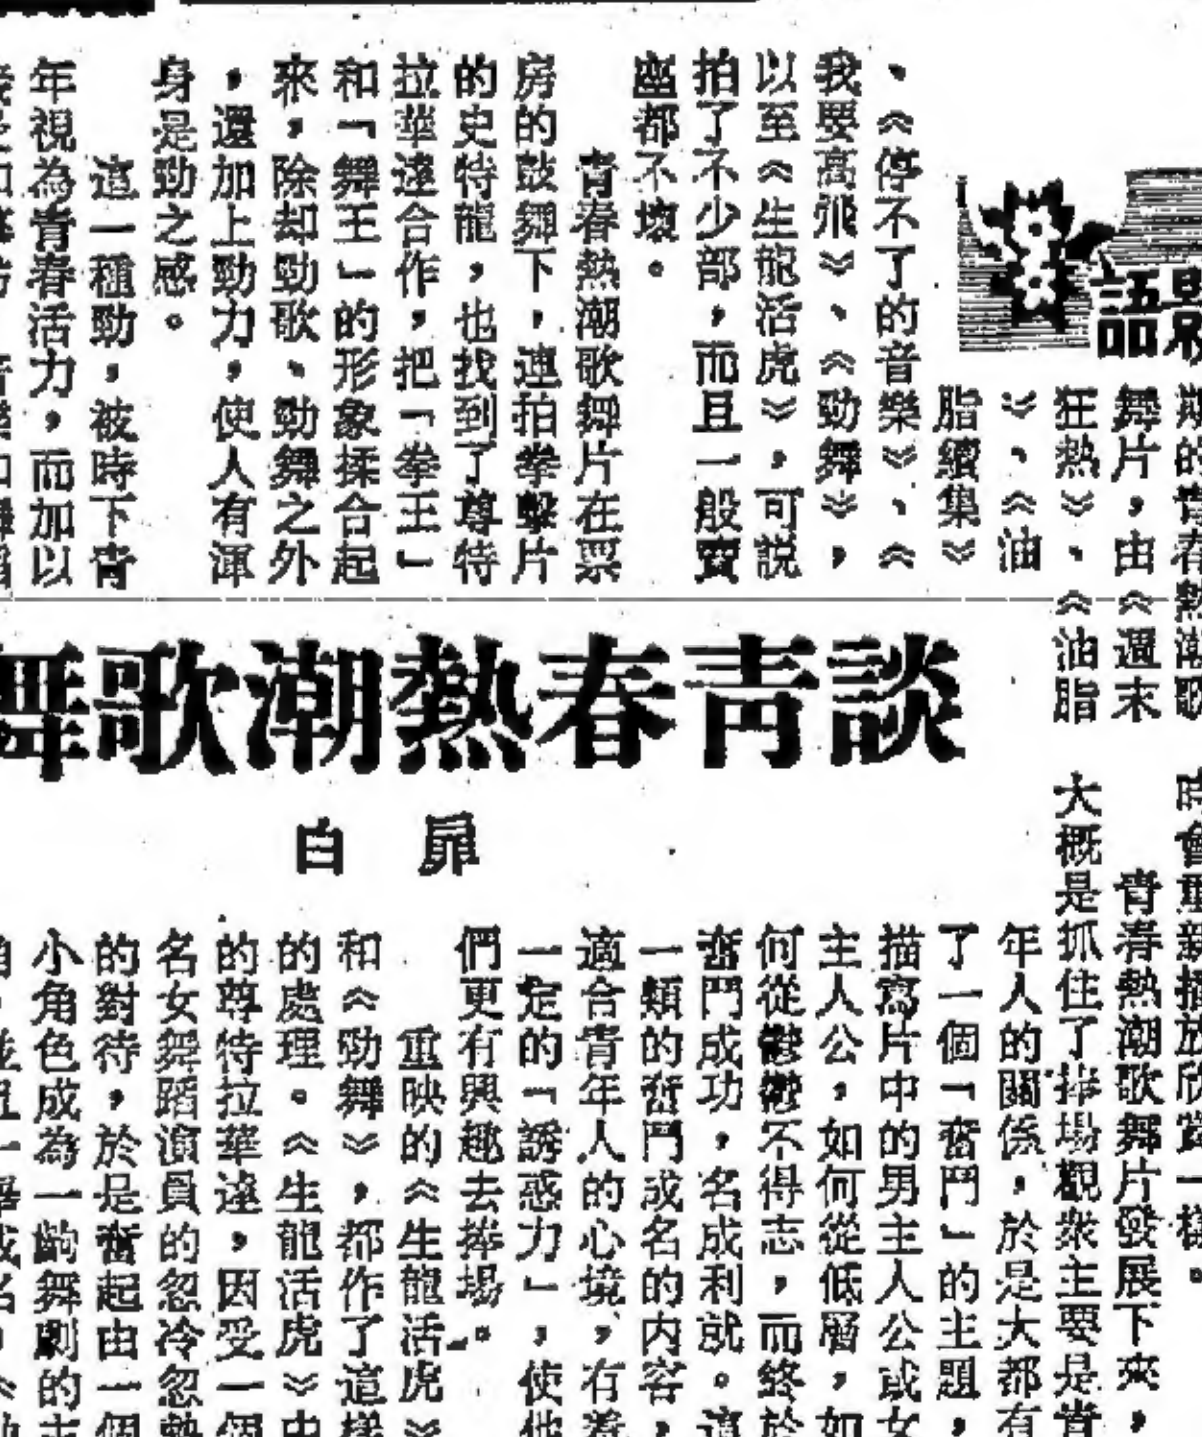 語
期的青春熱潮歌
舞片，由《週末
狂熱》、《油脂
》、《油
脂續集》
、《停不了的音樂》、《
我要高飛》、《勁舞》，
以至《生龍活虎》，可説
拍了不少部，而且一般賣
座都不壞。
青春熱潮歌舞片在票
房的鼓舞下，連拍拳擊片
的史特龍，也找到了尊特
拉華達合作，把「拳王」
和「舞王」的形象揉合起
來，除却勁歌、勁舞之外
，還加上勁力，使人有渾
身是勁之感。
這一種勁，被時下青
年視為青春活力，而加以
談青春熱潮歌舞
扉白
時會重新播放欣賞一樣。
青春熱潮歌舞片發展下來，
大概是抓住了捧場觀衆主要是青
年人的關係，於是大都有
了一個「奮鬥」的主題，
描寫片中的男主人公或女
主人公，如何從低層，如
何從鬱鬱不得志，而終於
奮鬥成功，名成利就。這
一類的奮鬥成名的内容，
適合青年人的心境，有着
一定的「誘惑力」，使他
們更有興趣去捧場。
重映的《生龍活虎》
和《勁舞》，都作了這樣
的處理。《生龍活虎》中
的尊特拉華達，因受一個
名女舞蹈演員的忽冷忽熱
的對待，於是奮起由一個
小角色成為一齣舞劇的主